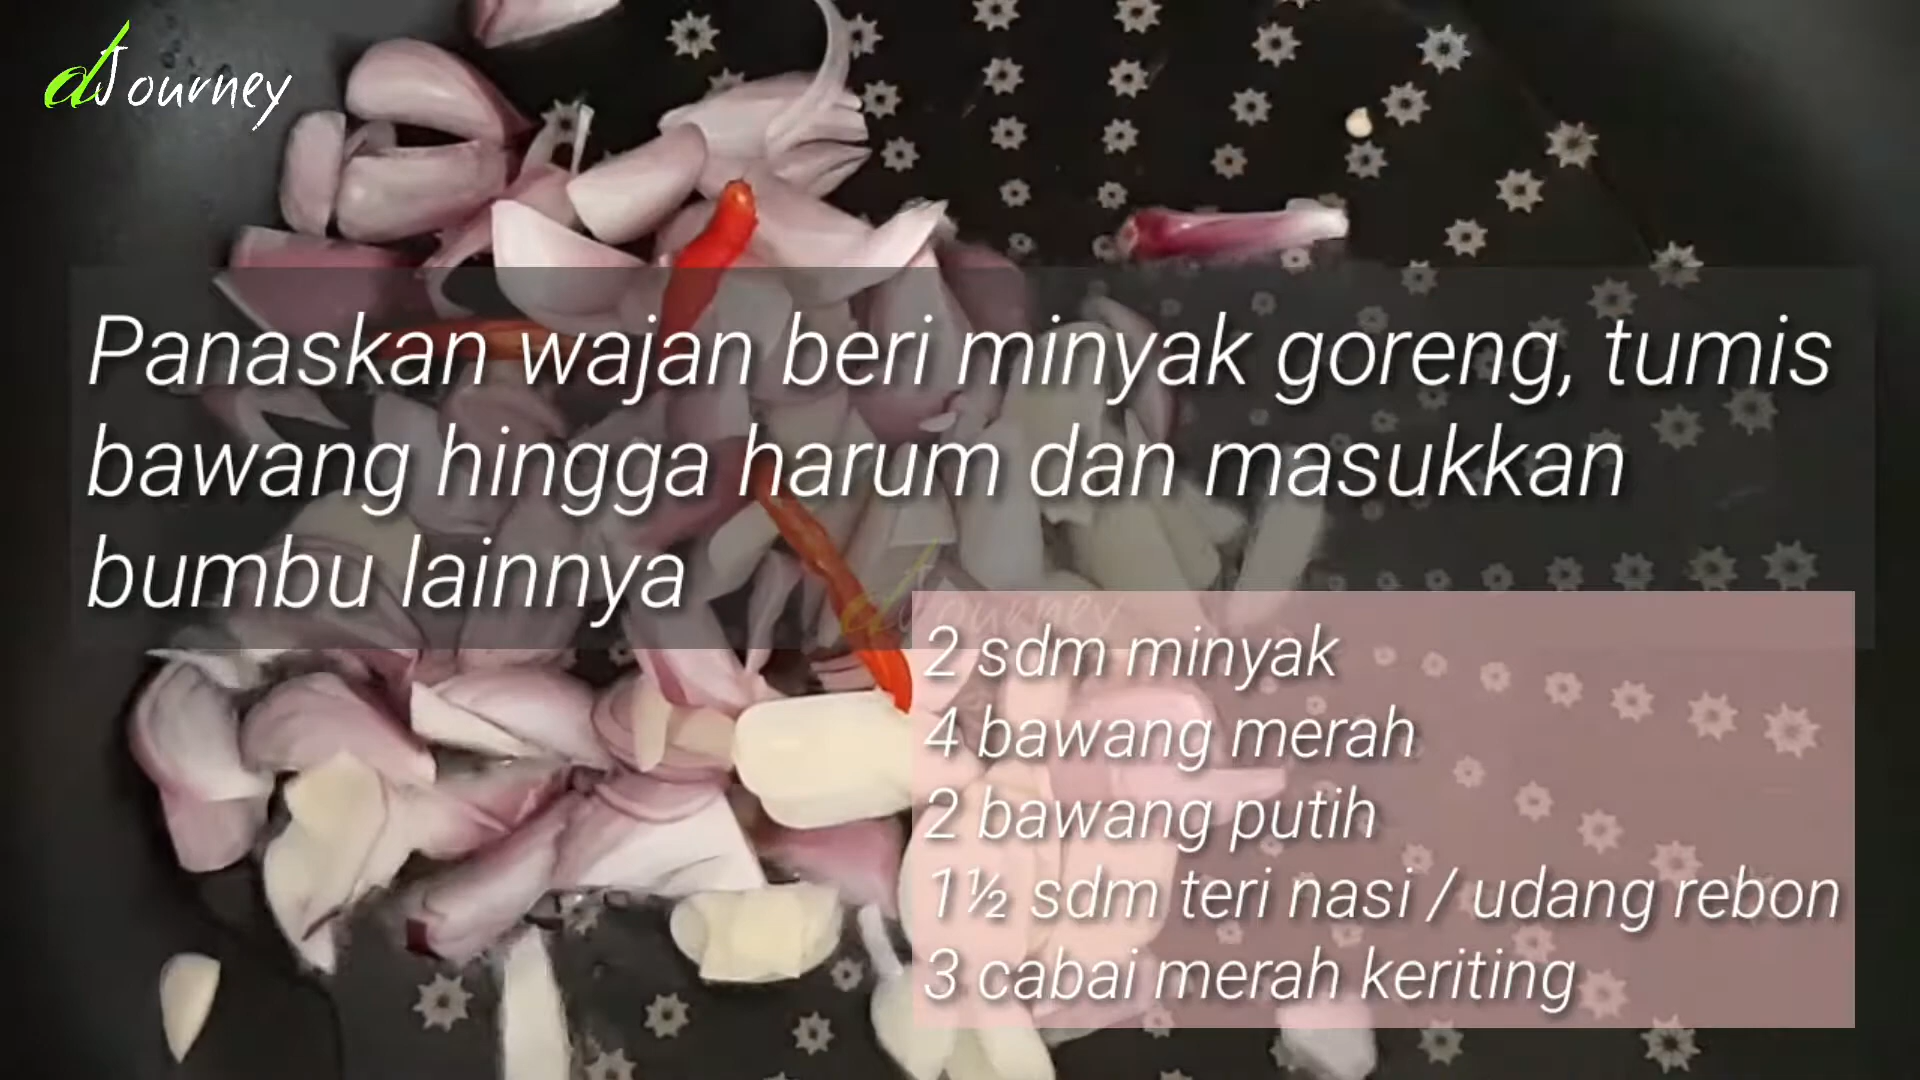 dJourney
Panaskan wajan beri minyak goreng, tumis
bawang hingga harum dan masukkan
bumbu lainnya
dJourney
2 sdm minyak
4 bawang merah
2 bawang putih
1½ sdm teri nasi / udang rebon
3 cabai merah keriting